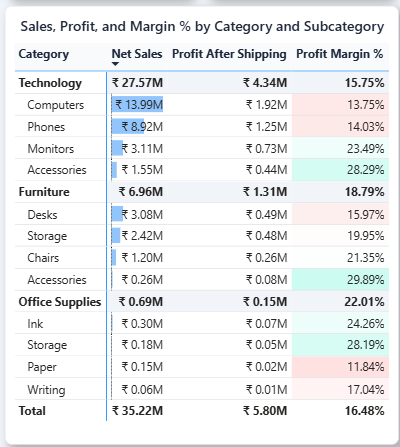 Sales, Profit, and Margin % by Category and Subcategory
Category Net Sales Profit After Shipping Profit Margin %
Technology ₹ 27.57M ₹ 4.34M 15.75%
Computers ₹ 13.99M ₹ 1.92M 13.75%
Phones ₹ 8.92M ₹ 1.25M 14.03%
Monitors ₹ 3.11M ₹ 0.73M 23.49%
Accessories ₹ 1.55M ₹ 0.44M 28.29%
Furniture ₹ 6.96M ₹ 1.31M 18.79%
Desks ₹ 3.08M ₹ 0.49M 15.97%
Storage ₹ 2.42M ₹ 0.48M 19.95%
Chairs ₹ 1.20M ₹ 0.26M 21.35%
Accessories ₹ 0.26M ₹ 0.08M 29.89%
Office Supplies ₹ 0.69M ₹ 0.15M 22.01%
Ink ₹ 0.30M ₹ 0.07M 24.26%
Storage ₹ 0.18M ₹ 0.05M 28.19%
Paper ₹ 0.15M ₹ 0.02M 11.84%
Writing ₹ 0.06M ₹ 0.01M 17.04%
Total ₹ 35.22M ₹ 5.80M 16.48%